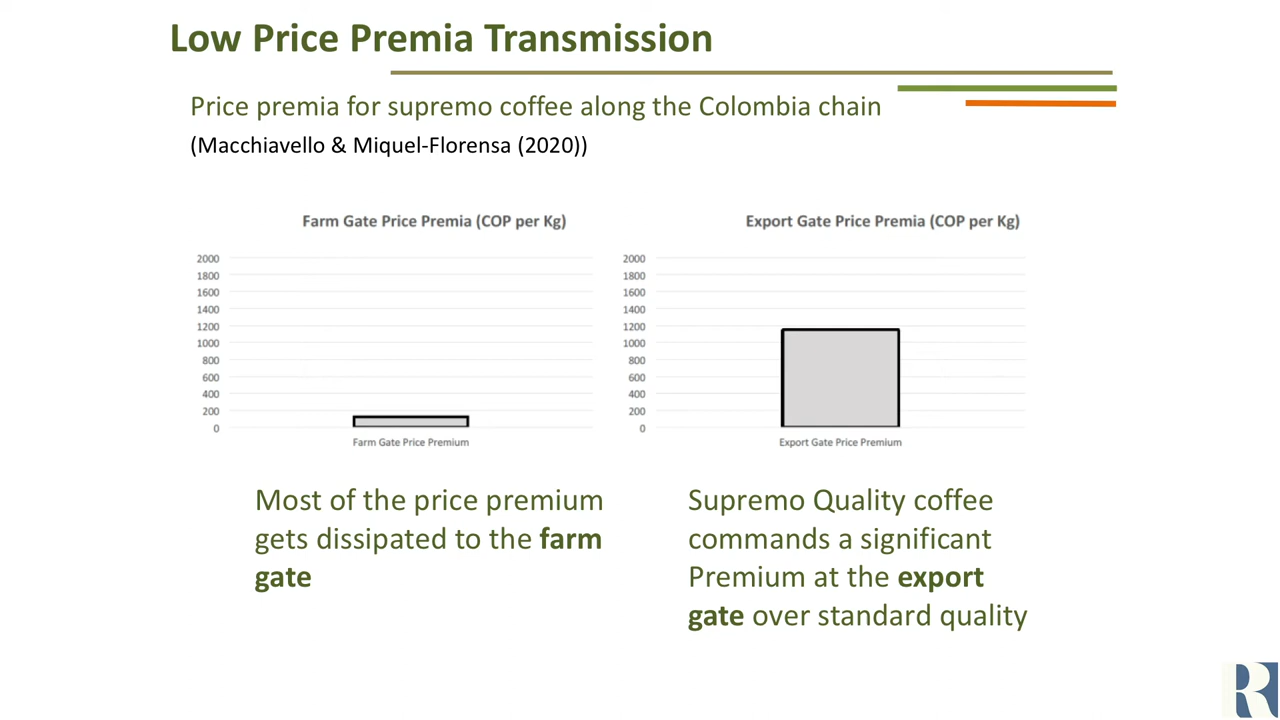 Low Price Premia Transmission
Price premia for supremo coffee along the Colombia chain
(Macchiavello & Miquel-Florensa (2020))
Farm Gate Price Premia (COP per Kg)
2000
1800
1600
1400
1200
1000
800
600
400
200
0
Farm Gate Price Premium
Export Gate Price Premia (COP per Kg)
2000
1800
1600
1400
1200
1000
800
600
400
200
0
Export Gate Price Premium
Most of the price premium
gets dissipated to the farm
gate
Supremo Quality coffee
commands a significant
Premium at the export
gate over standard quality
R